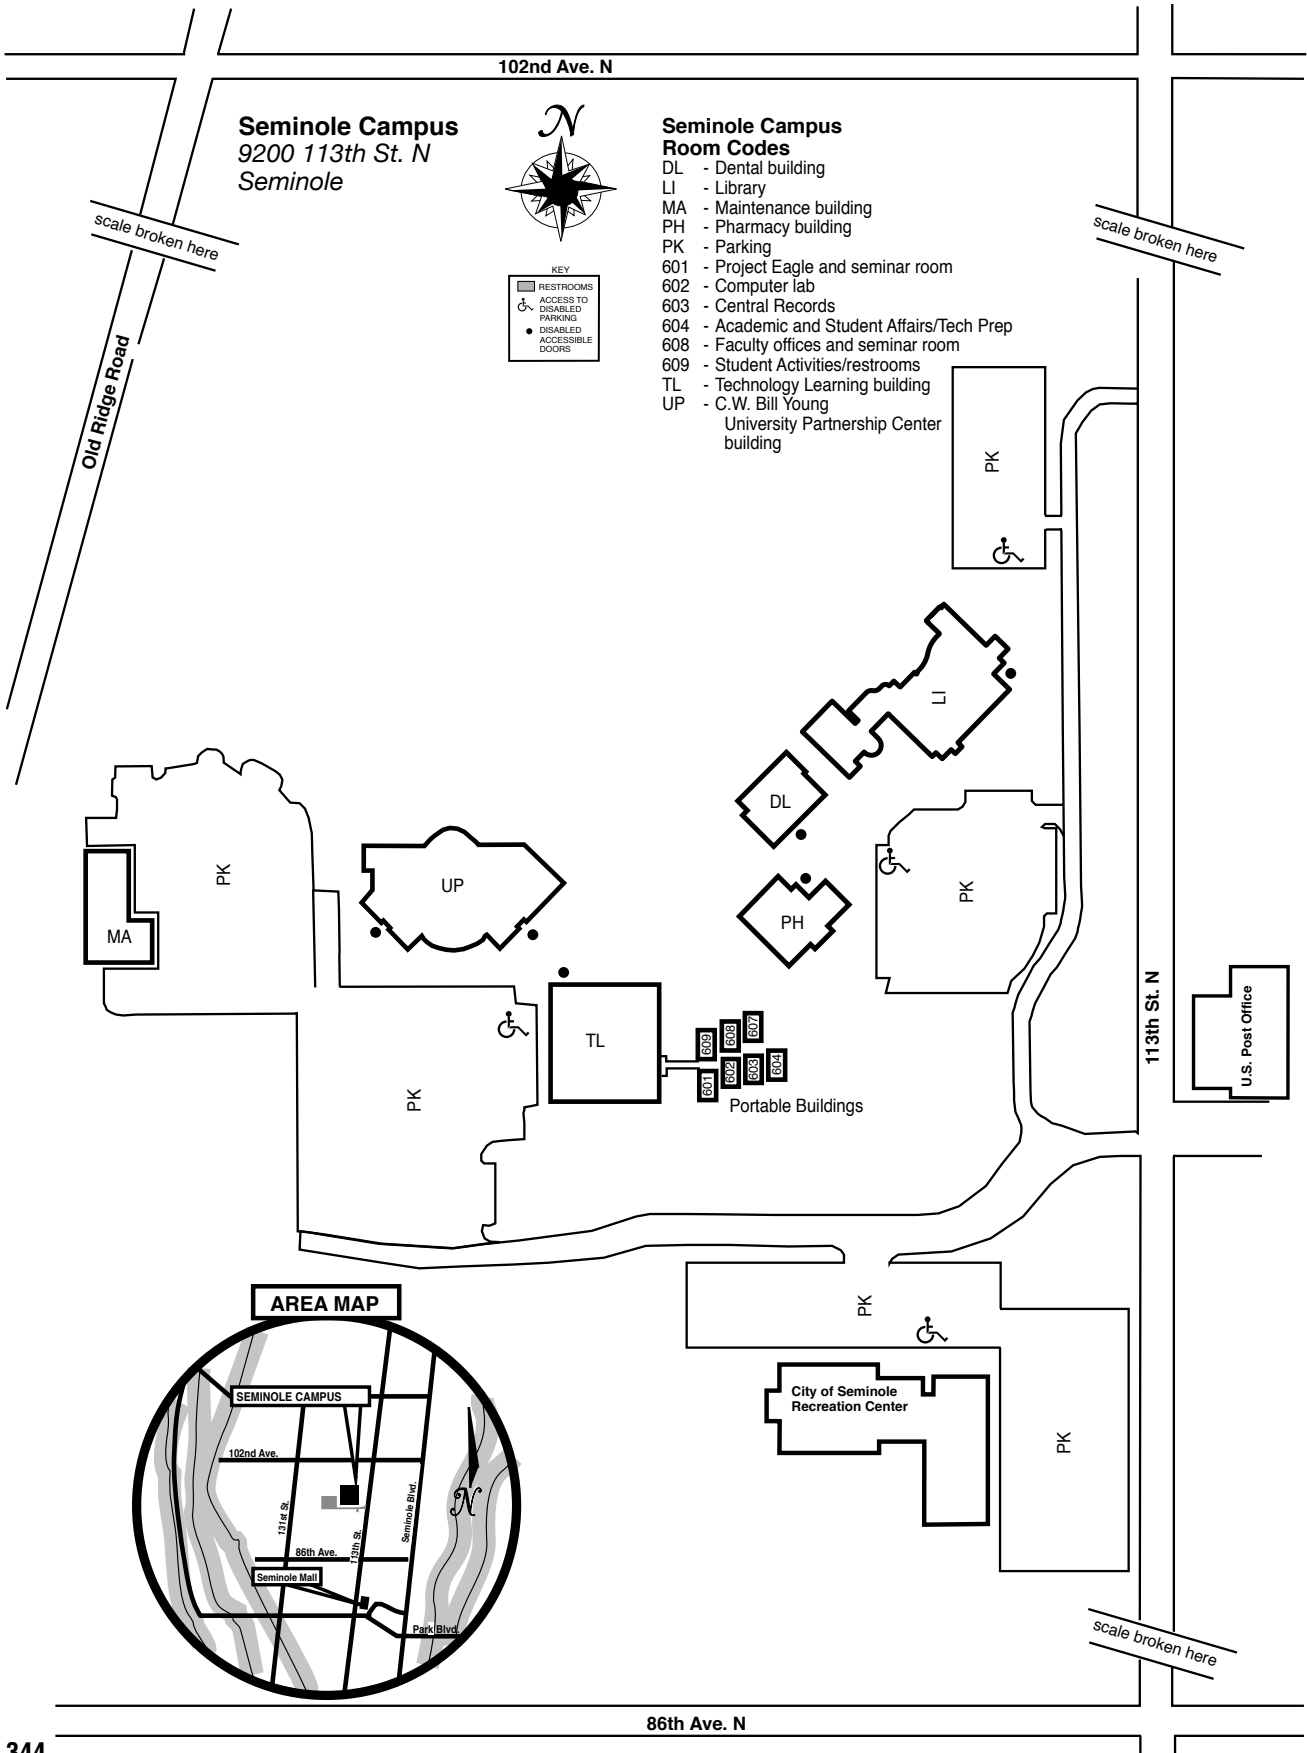 102nd Ave. N
Seminole Campus
9200 113th St. N
Seminole
N
Seminole Campus
Room Codes
DL - Dental building
LI - Library
MA - Maintenance building
PH - Pharmacy building
PK - Parking
601 - Project Eagle and seminar room
602 - Computer lab
603 - Central Records
604 - Academic and Student Affairs/Tech Prep
608 - Faculty offices and seminar room
609 - Student Activities/restrooms
TL - Technology Learning building
UP - C.W. Bill Young
University Partnership Center
building
KEY
RESTROOMS
ACCESS TO
DISABLED
PARKING
DISABLED
ACCESSIBLE
DOORS
scale broken here
scale broken here
Old Ridge Road
PK
LI
DL
PK
UP
PK
PH
MA
113th St. N
U.S. Post Office
TL
609
608
607
601
602
603
604
Portable Buildings
PK
PK
City of Seminole
Recreation Center
PK
AREA MAP
SEMINOLE CAMPUS
102nd Ave.
131st St.
113th St.
Seminole Blvd.
N
86th Ave.
Seminole Mall
Park Blvd.
scale broken here
86th Ave. N
344